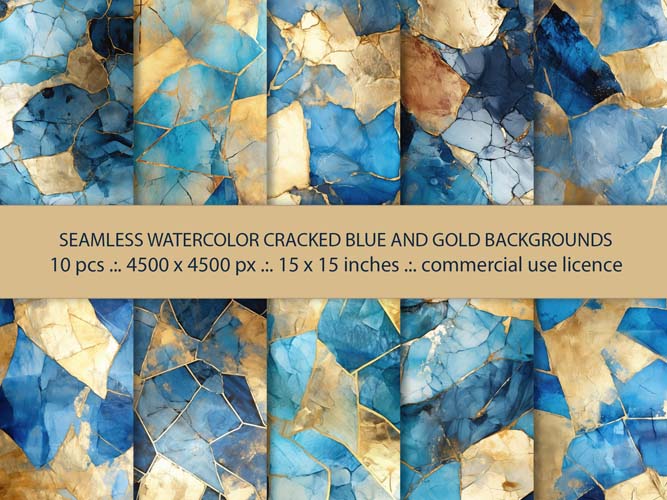 SEAMLESS WATERCOLOR CRACKED BLUE AND GOLD BACKGROUNDS
10 pcs .:. 4500 x 4500 px .:. 15 x 15 inches .:. commercial use licence